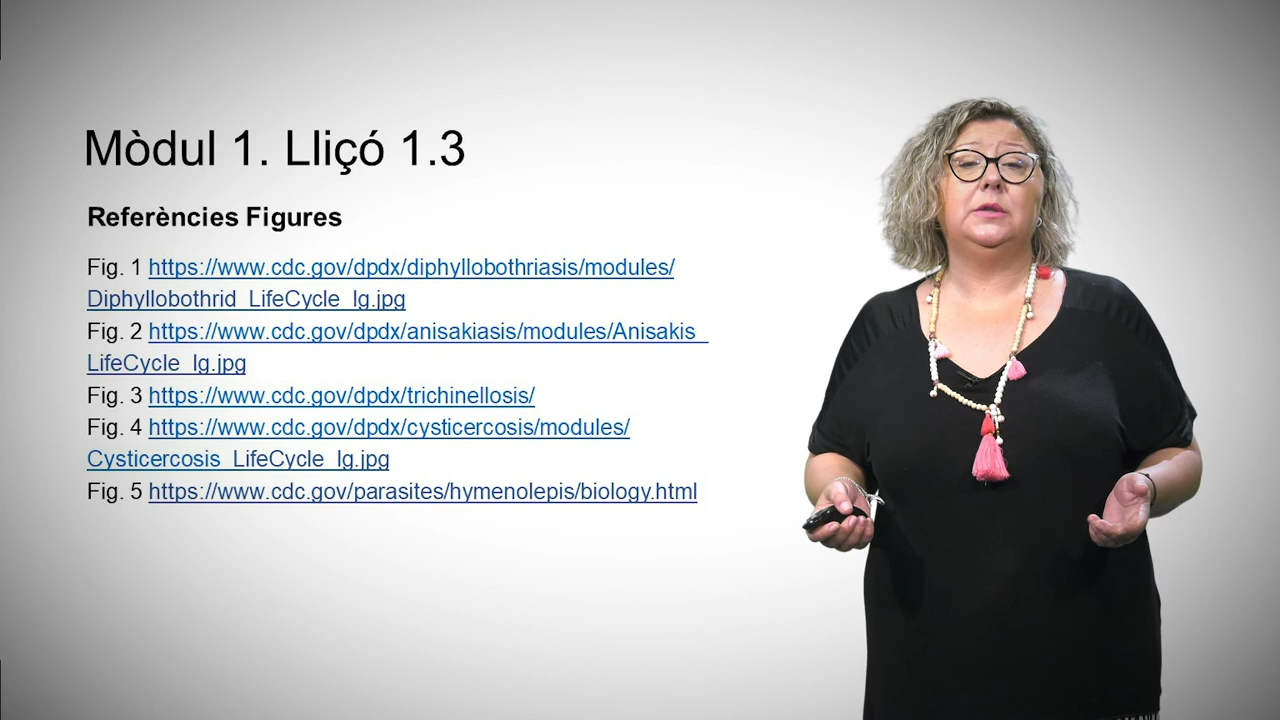 Mòdul 1. Lliçó 1.3
Referències Figures
Fig. 1 https://www.cdc.gov/dpdx/diphyllobothriasis/modules/
Diphyllobothrid_LifeCycle_lg.jpg
Fig. 2 https://www.cdc.gov/dpdx/anisakiasis/modules/Anisakis_
LifeCycle_lg.jpg
Fig. 3 https://www.cdc.gov/dpdx/trichinellosis/
Fig. 4 https://www.cdc.gov/dpdx/cysticercosis/modules/
Cysticercosis_LifeCycle_lg.jpg
Fig. 5 https://www.cdc.gov/parasites/hymenolepis/biology.html